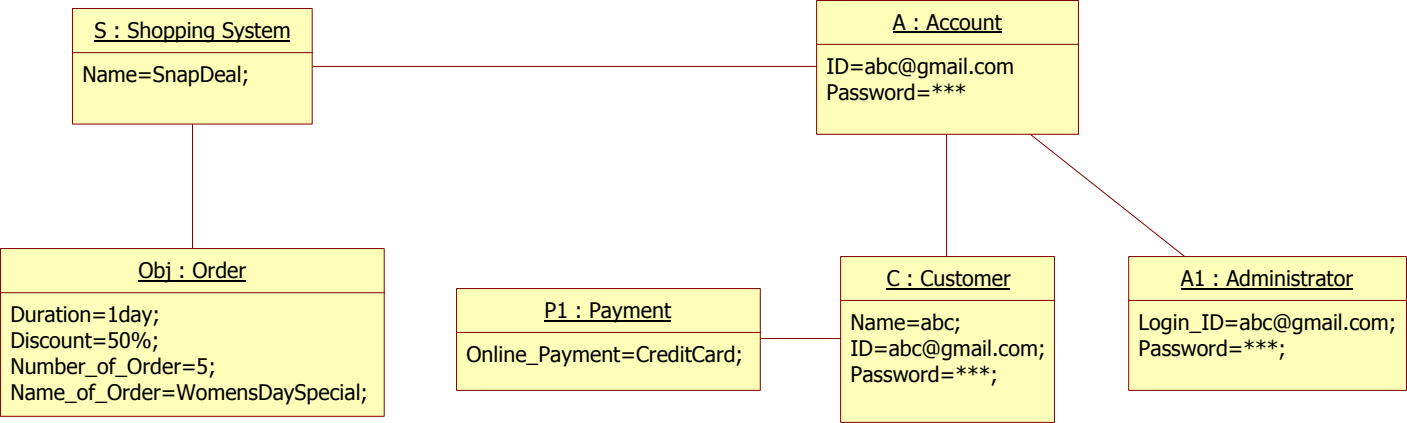 S : Shopping System
Name=SnapDeal;
A : Account
ID=abc@gmail.com
Password=***
Obj : Order
Duration=1day;
Discount=50%;
Number_of_Order=5;
Name_of_Order=WomensDaySpecial;
P1 : Payment
Online_Payment=CreditCard;
C : Customer
Name=abc;
ID=abc@gmail.com;
Password=***;
A1 : Administrator
Login_ID=abc@gmail.com;
Password=***;